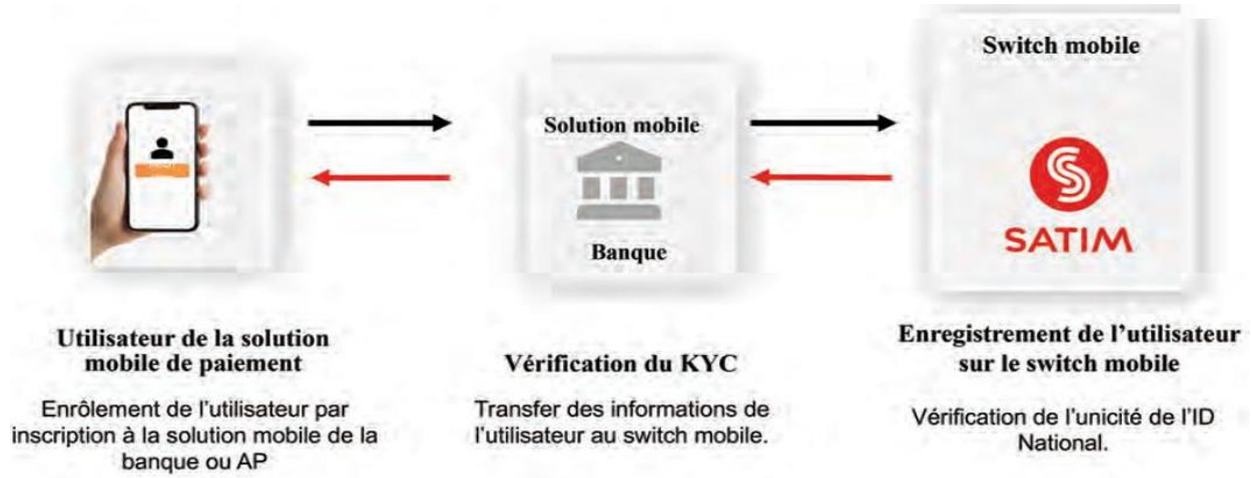 Switch mobile
Solution mobile
Banque
SATIM
Utilisateur de la solution
mobile de paiement
Enrôlement de l'utilisateur par
inscription à la solution mobile de la
banque ou AP
Vérification du KYC
Transfer des informations de
l'utilisateur au switch mobile.
Enregistrement de l'utilisateur
sur le switch mobile
Vérification de l'unicité de l'ID
National.